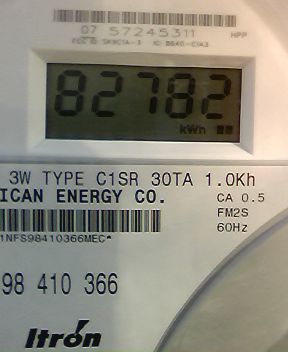 07 57245311 HPP
82782
kWh
3W TYPE C1SR 30TA 1.0Kh
ICAN ENERGY CO. CA 0.5
FM2S
60Hz
1NFS98410366MEC*
98 410 366
Itron